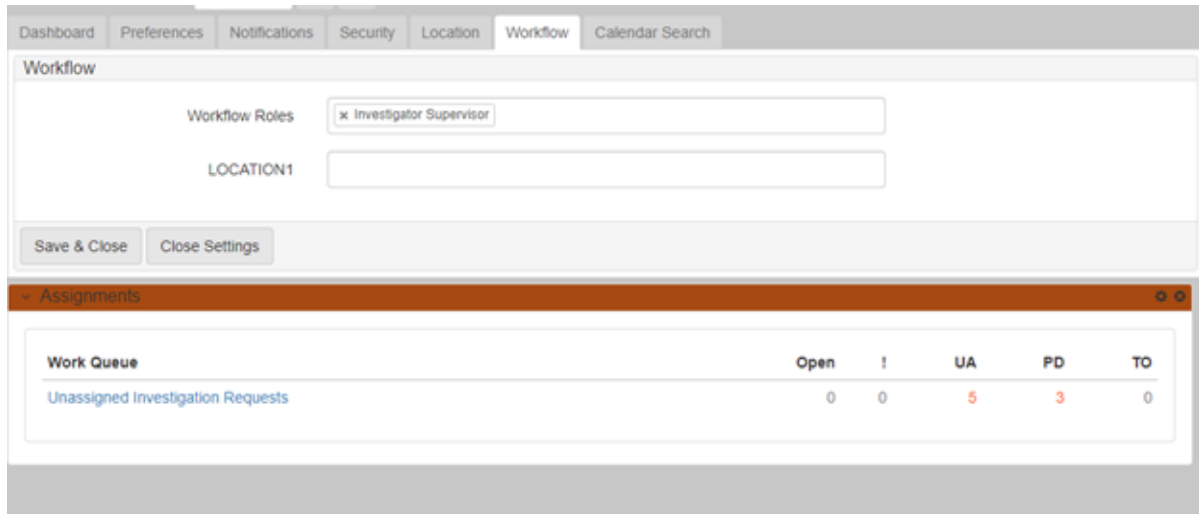 Dashboard Preferences Notifications Security Location Workflow Calendar Search
Workflow
Workflow Roles × Investigator Supervisor
LOCATION1
Save & Close Close Settings
Assignments
Work Queue Open ! UA PD TO
Unassigned Investigation Requests 0 0 5 3 0